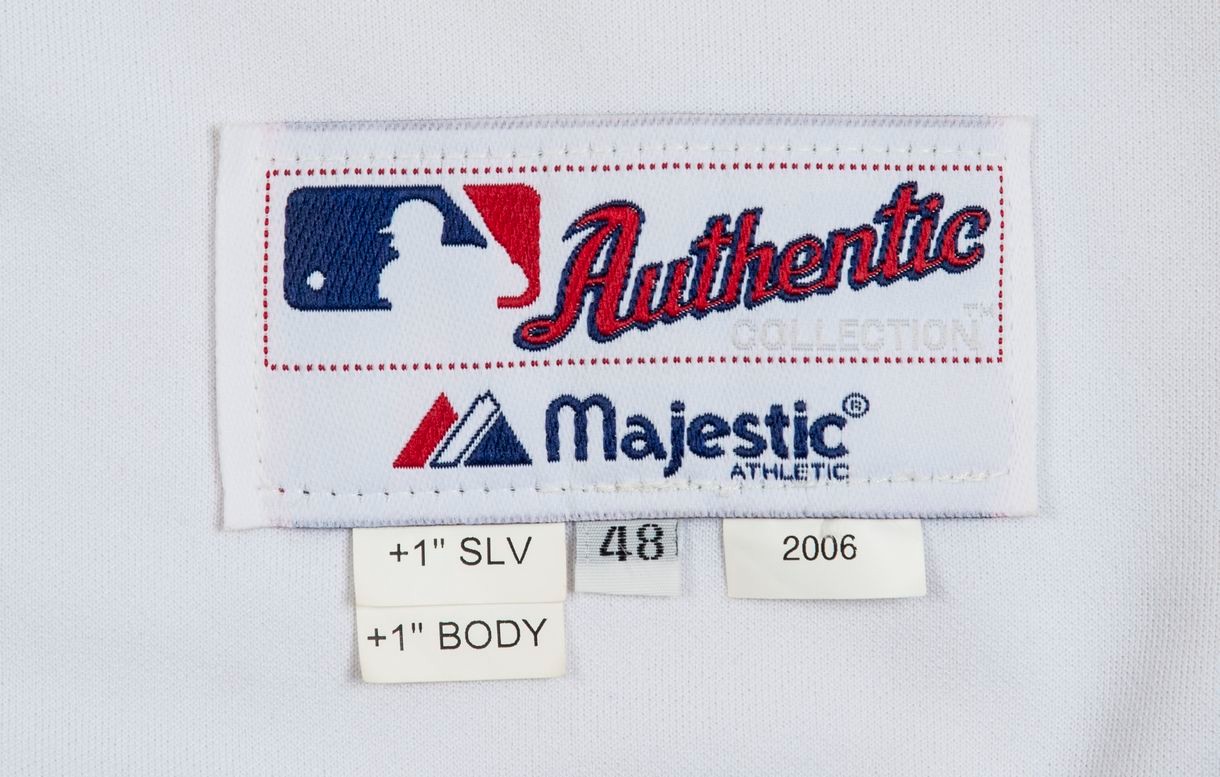 Authentic
COLLECTION™
Majestic®
ATHLETIC
+1" SLV
48
2006
+1" BODY